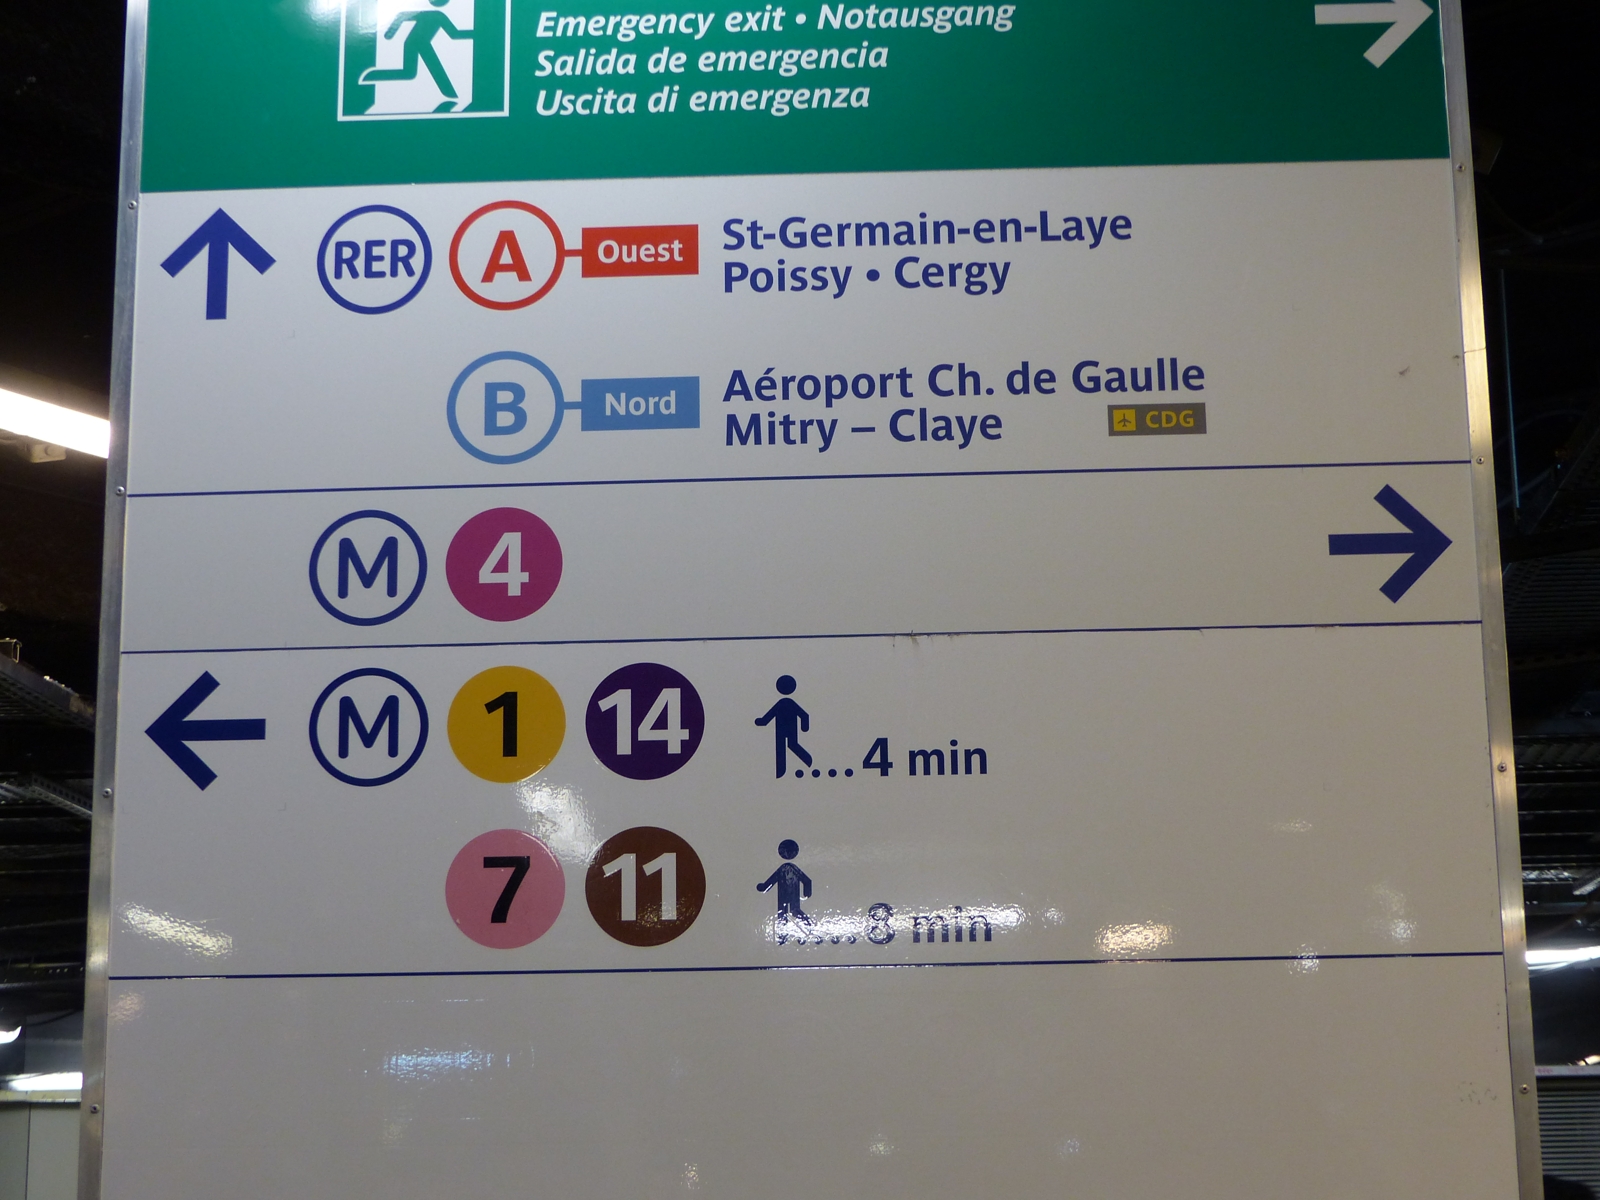 Emergency exit • Notausgang
Salida de emergencia
Uscita di emergenza
RER A Ouest St-Germain-en-Laye
Poissy • Cergy
B Nord Aéroport Ch. de Gaulle
Mitry – Claye CDG
M 4
M 1 14 ....4 min
7 11 ....8 min